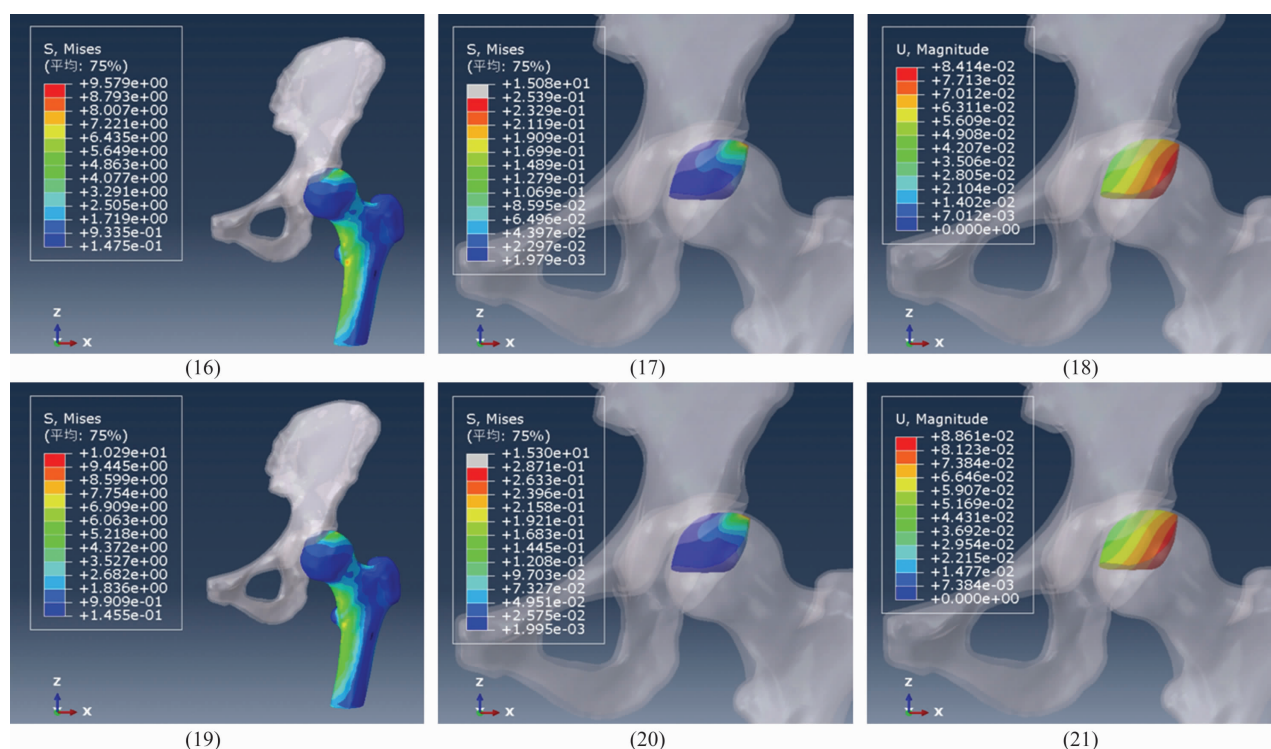 S, Mises
(平均: 75%)
+9.579e+00
+8.793e+00
+8.007e+00
+7.221e+00
+6.435e+00
+5.649e+00
+4.863e+00
+4.077e+00
+3.291e+00
+2.505e+00
+1.719e+00
+9.335e-01
+1.475e-01
Z
X
(16)
S, Mises
(平均: 75%)
+1.508e+01
+2.539e-01
+2.329e-01
+2.119e-01
+1.909e-01
+1.699e-01
+1.489e-01
+1.279e-01
+1.069e-01
+8.595e-02
+6.496e-02
+4.397e-02
+2.297e-02
+1.979e-03
Z
X
(17)
U, Magnitude
+8.414e-02
+7.713e-02
+7.012e-02
+6.311e-02
+5.609e-02
+4.908e-02
+4.207e-02
+3.506e-02
+2.805e-02
+2.104e-02
+1.402e-02
+7.012e-03
+0.000e+00
Z
X
(18)
S, Mises
(平均: 75%)
+1.029e+01
+9.445e+00
+8.599e+00
+7.754e+00
+6.909e+00
+6.063e+00
+5.218e+00
+4.372e+00
+3.527e+00
+2.682e+00
+1.836e+00
+9.909e-01
+1.455e-01
Z
X
(19)
S, Mises
(平均: 75%)
+1.530e+01
+2.871e-01
+2.633e-01
+2.396e-01
+2.158e-01
+1.921e-01
+1.683e-01
+1.445e-01
+1.208e-01
+9.703e-02
+7.327e-02
+4.951e-02
+2.575e-02
+1.995e-03
Z
X
(20)
U, Magnitude
+8.861e-02
+8.123e-02
+7.384e-02
+6.646e-02
+5.907e-02
+5.169e-02
+4.431e-02
+3.692e-02
+2.954e-02
+2.215e-02
+1.477e-02
+7.384e-03
+0.000e+00
Z
X
(21)